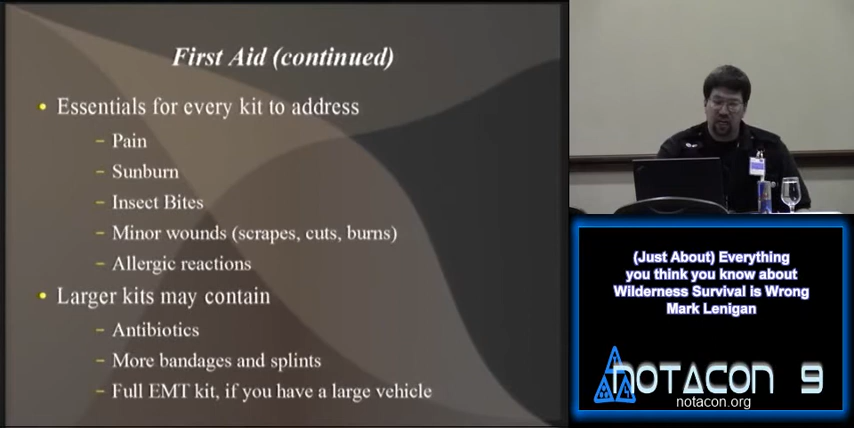 First Aid (continued)
• Essentials for every kit to address
– Pain
– Sunburn
– Insect Bites
– Minor wounds (scrapes, cuts, burns)
– Allergic reactions
• Larger kits may contain
– Antibiotics
– More bandages and splints
– Full EMT kit, if you have a large vehicle
(Just About) Everything
you think you know about
Wilderness Survival is Wrong
Mark Lenigan
NOTACON 9
notacon.org